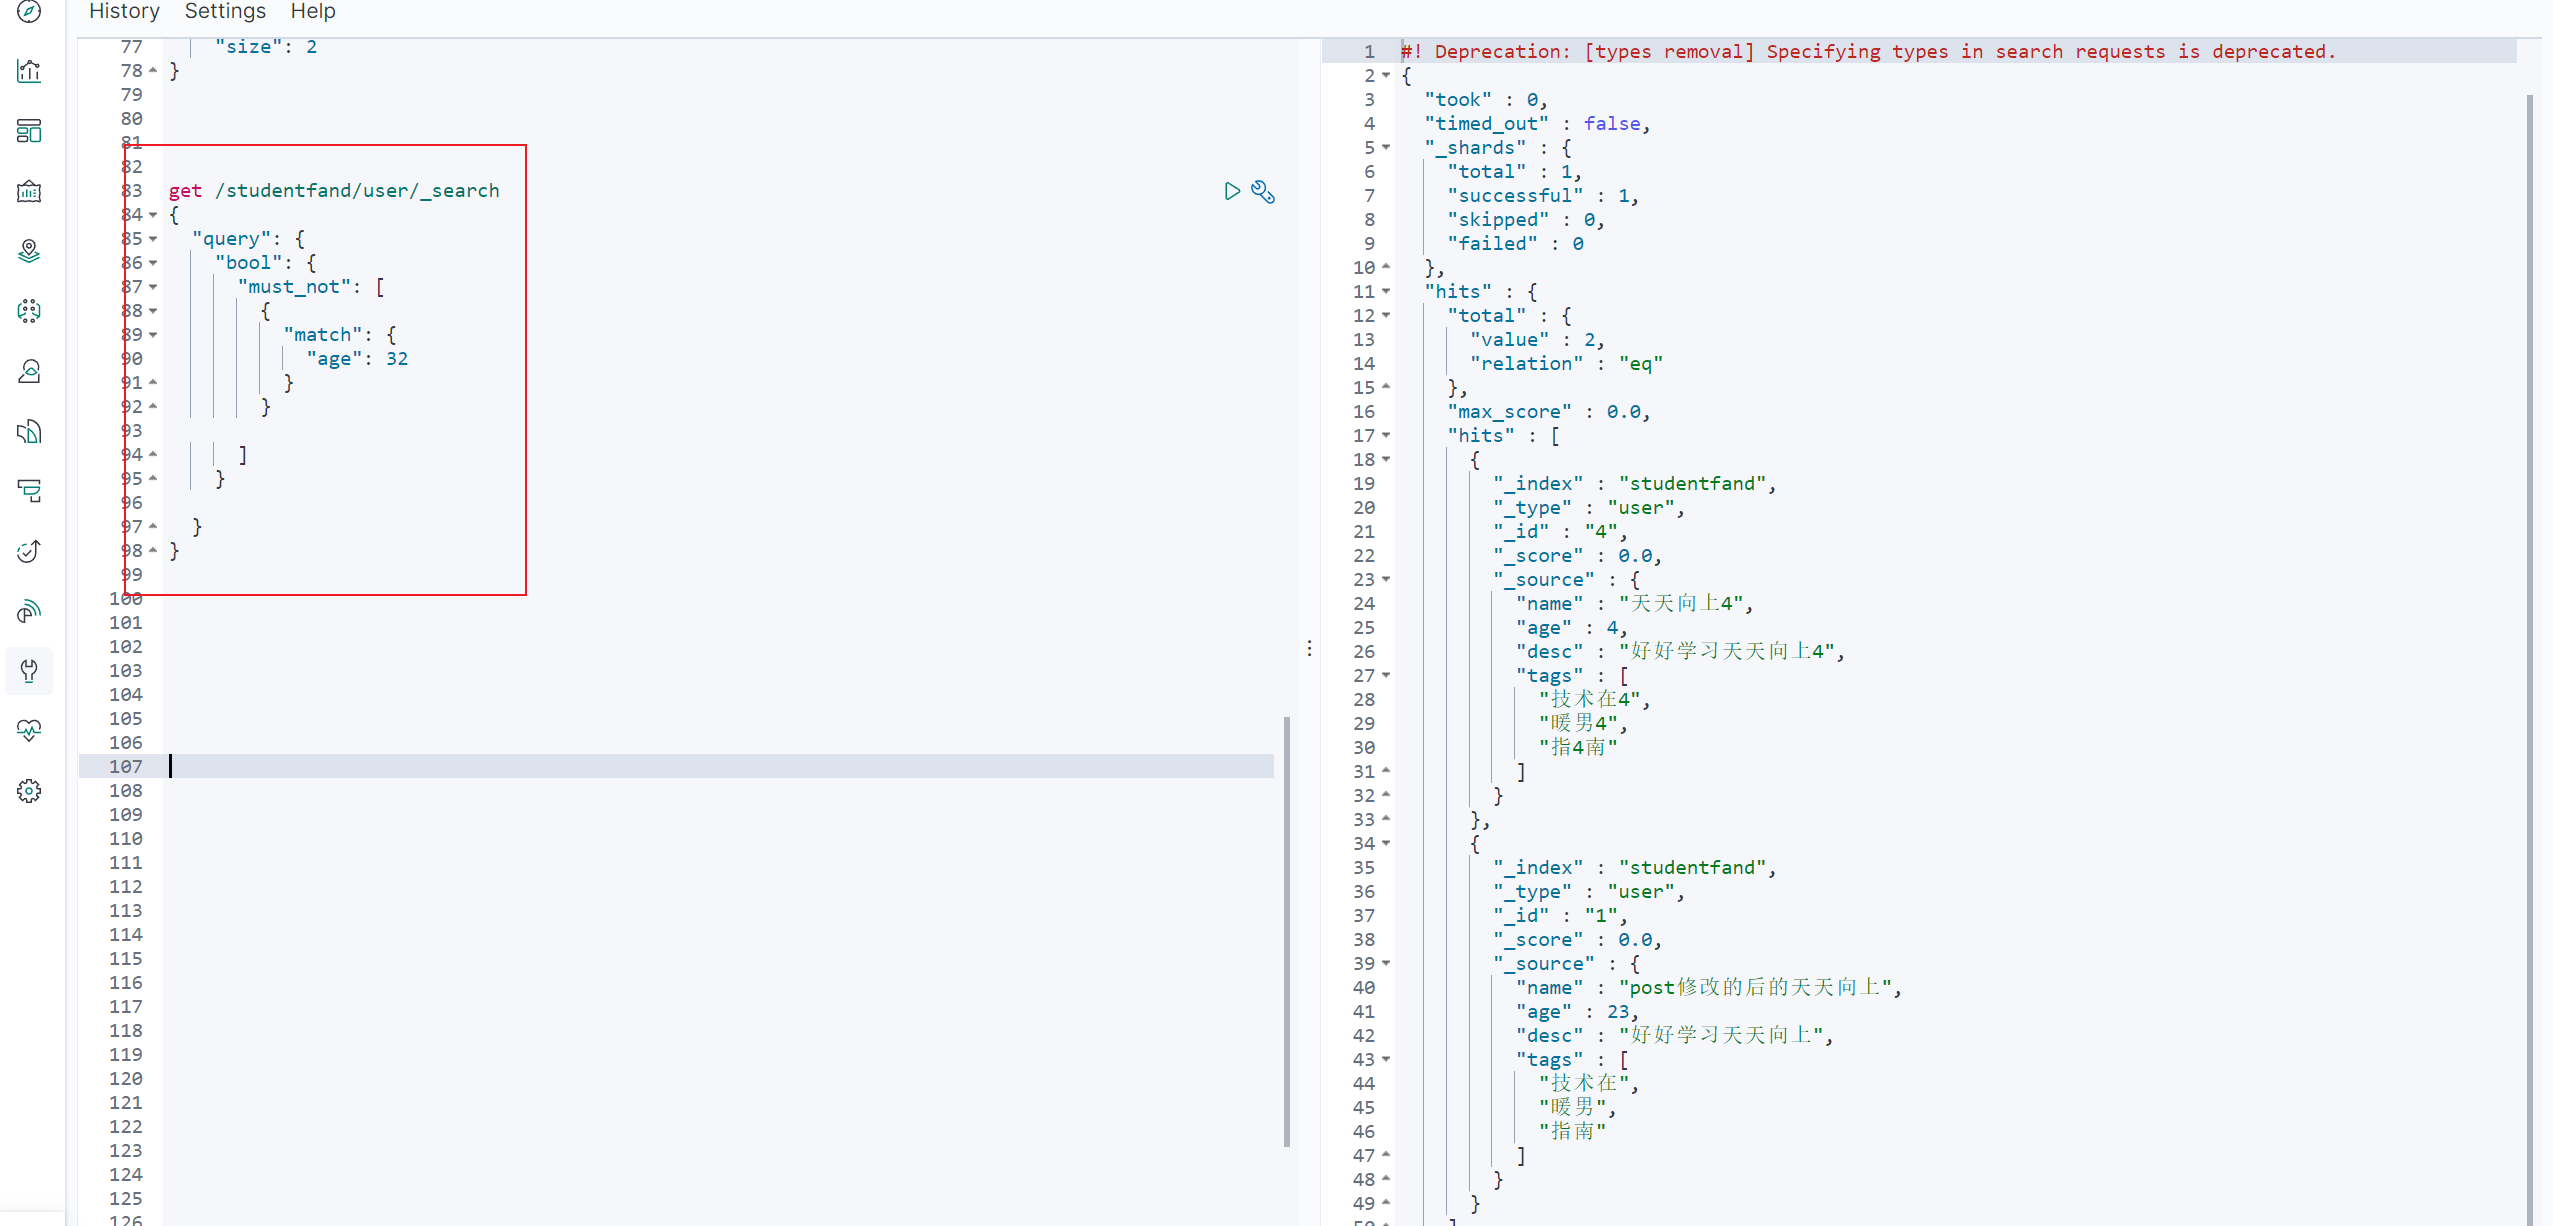 History Settings Help
77 "size": 2
78 }
79
80
81
82
83 get /studentfand/user/_search
84 {
85 "query": {
86 "bool": {
87 "must_not": [
88 {
89 "match": {
90 "age": 32
91 }
92 }
93
94 ]
95 }
96
97 }
98 }
99
100
101
102
103
104
105
106
107
108
109
110
111
112
113
114
115
116
117
118
119
120
121
122
123
124
125
126
1 #! Deprecation: [types removal] Specifying types in search requests is deprecated.
2 {
3 "took" : 0,
4 "timed_out" : false,
5 "_shards" : {
6 "total" : 1,
7 "successful" : 1,
8 "skipped" : 0,
9 "failed" : 0
10 },
11 "hits" : {
12 "total" : {
13 "value" : 2,
14 "relation" : "eq"
15 },
16 "max_score" : 0.0,
17 "hits" : [
18 {
19 "_index" : "studentfand",
20 "_type" : "user",
21 "_id" : "4",
22 "_score" : 0.0,
23 "_source" : {
24 "name" : "天天向上4",
25 "age" : 4,
26 "desc" : "好好学习天天向上4",
27 "tags" : [
28 "技术在4",
29 "暖男4",
30 "指4南"
31 ]
32 }
33 },
34 {
35 "_index" : "studentfand",
36 "_type" : "user",
37 "_id" : "1",
38 "_score" : 0.0,
39 "_source" : {
40 "name" : "post修改的后的天天向上",
41 "age" : 23,
42 "desc" : "好好学习天天向上",
43 "tags" : [
44 "技术在",
45 "暖男",
46 "指南"
47 ]
48 }
49 }
50 ]